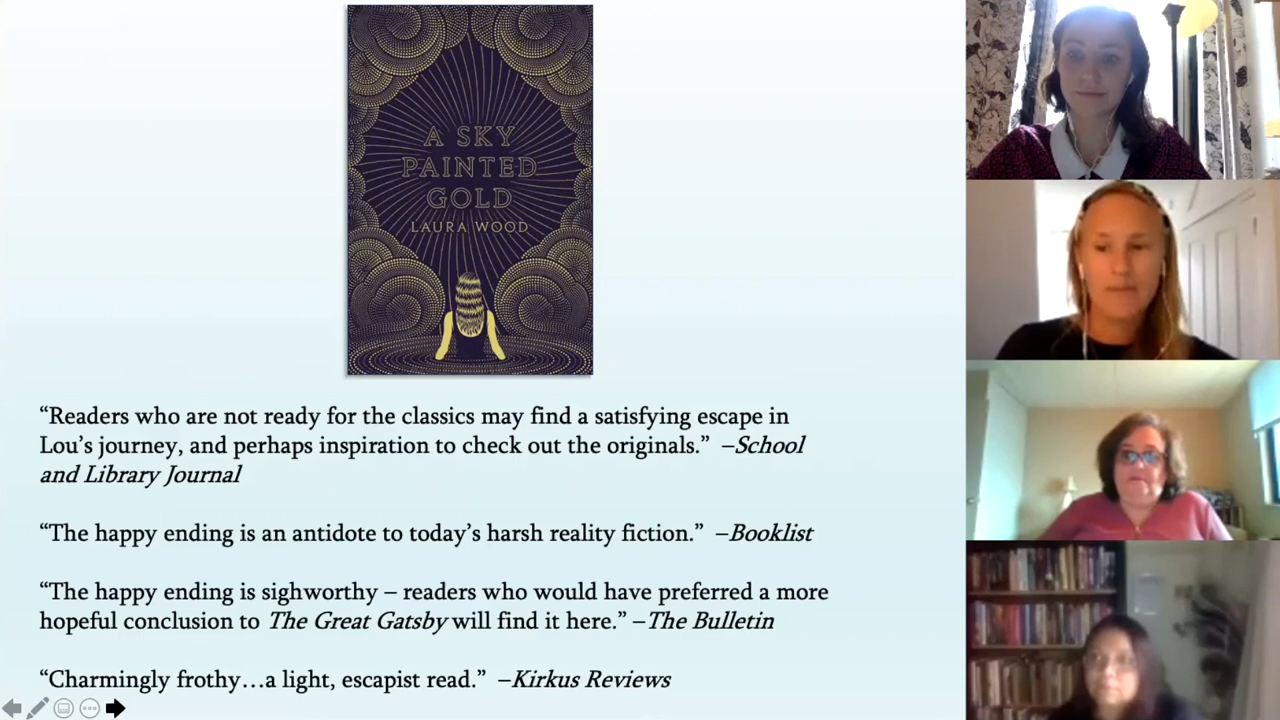 A SKY
PAINTED
GOLD
LAURA WOOD
“Readers who are not ready for the classics may find a satisfying escape in
Lou’s journey, and perhaps inspiration to check out the originals.” –School
and Library Journal
“The happy ending is an antidote to today’s harsh reality fiction.” –Booklist
“The happy ending is sighworthy – readers who would have preferred a more
hopeful conclusion to The Great Gatsby will find it here.” –The Bulletin
“Charmingly frothy…a light, escapist read.” –Kirkus Reviews